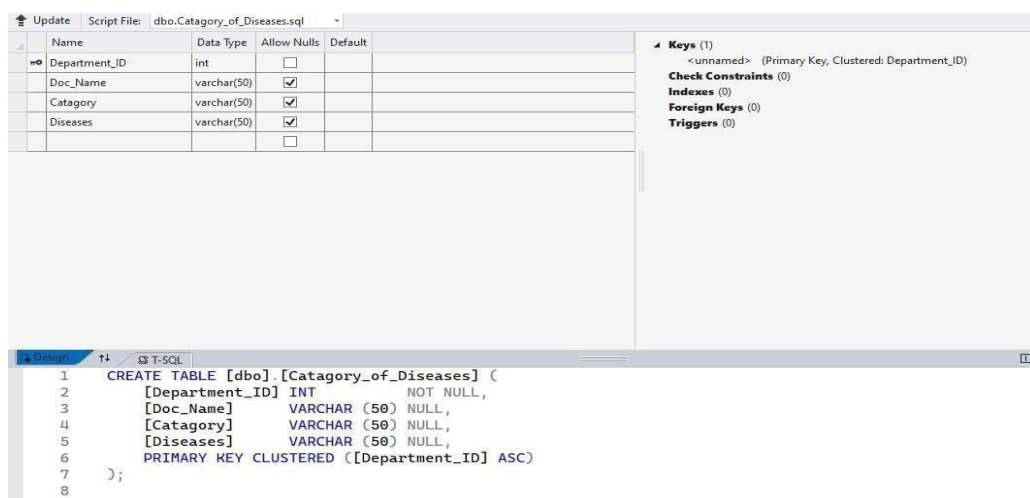 Update Script File: dbo.Catagory_of_Diseases.sql
Name Data Type Allow Nulls Default
Department_ID int
Doc_Name varchar(50)
Catagory varchar(50)
Diseases varchar(50)
Keys (1)
<unnamed> (Primary Key, Clustered: Department_ID)
Check Constraints (0)
Indexes (0)
Foreign Keys (0)
Triggers (0)
Design T-SQL
1 CREATE TABLE [dbo].[Catagory_of_Diseases] (
2 [Department_ID] INT NOT NULL,
3 [Doc_Name] VARCHAR (50) NULL,
4 [Catagory] VARCHAR (50) NULL,
5 [Diseases] VARCHAR (50) NULL,
6 PRIMARY KEY CLUSTERED ([Department_ID] ASC)
7 );
8